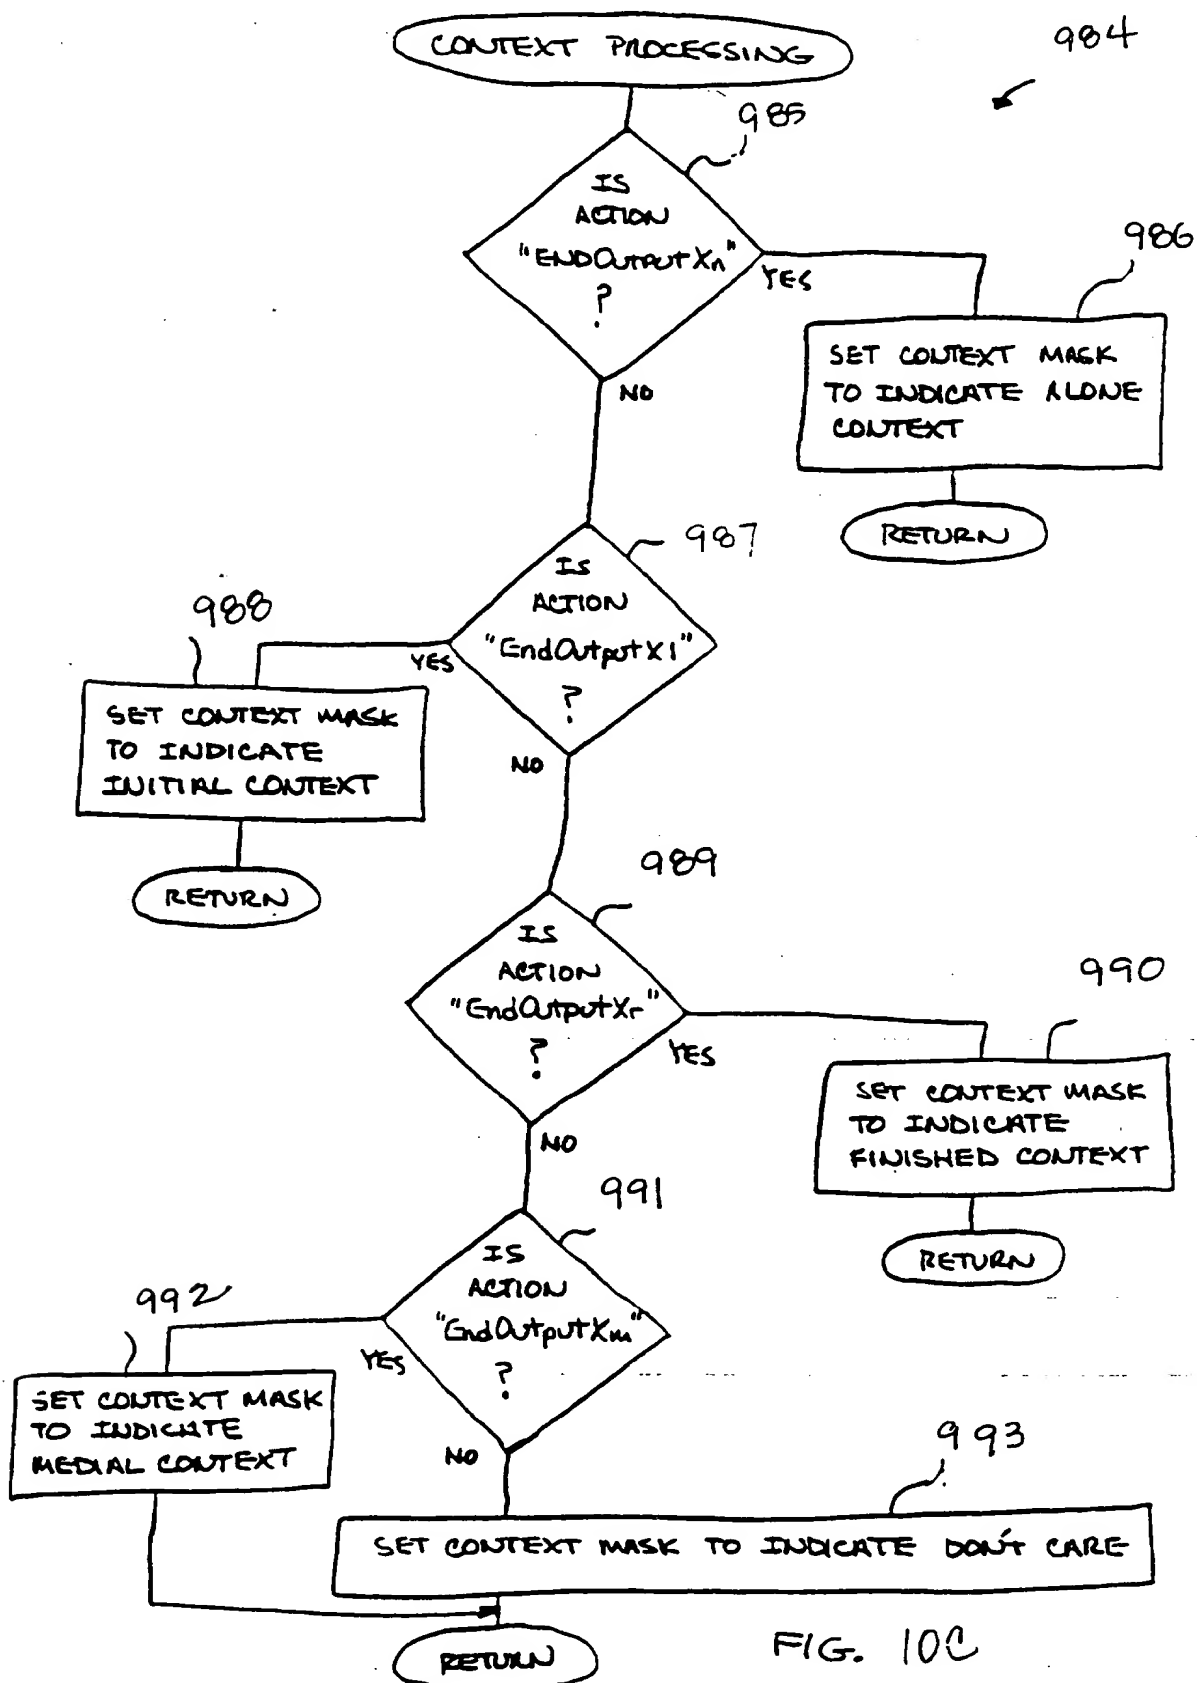 CONTEXT PROCESSING
984
985
IS
ACTION
"ENDOutputXn"
?
YES
NO
986
SET CONTEXT MASK
TO INDICATE ALONE
CONTEXT
RETURN
987
IS
ACTION
"EndOutputX1"
?
YES
NO
988
SET CONTEXT MASK
TO INDICATE
INITIAL CONTEXT
RETURN
989
IS
ACTION
"EndOutputXr"
?
YES
NO
990
SET CONTEXT MASK
TO INDICATE
FINISHED CONTEXT
RETURN
991
IS
ACTION
"EndOutputXm"
?
YES
NO
992
SET CONTEXT MASK
TO INDICATE
MEDIAL CONTEXT
993
SET CONTEXT MASK TO INDICATE DON'T CARE
RETURN
FIG. 10C